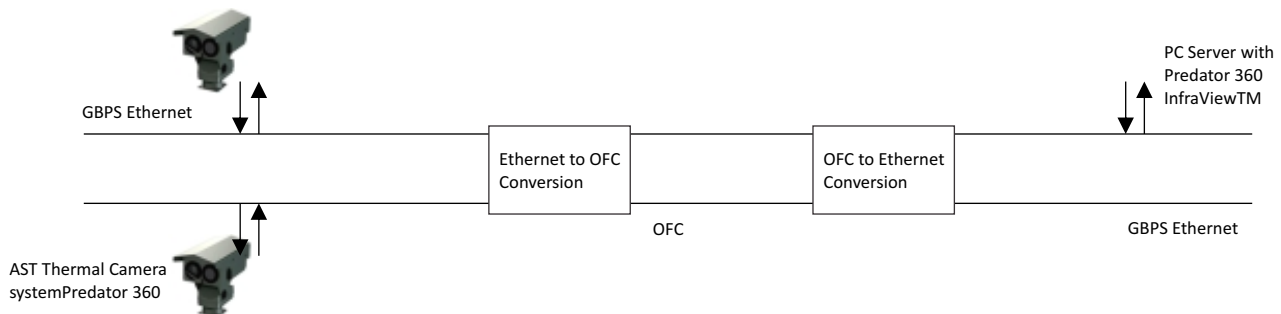 PC Server with
Predator 360
InfraViewTM
GBPS Ethernet
Ethernet to OFC
Conversion
OFC to Ethernet
Conversion
OFC
GBPS Ethernet
AST Thermal Camera
systemPredator 360